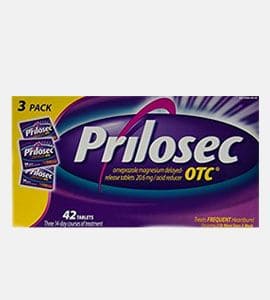 3 PACK
Prilosec
OTC®
omeprazole magnesium delayed-
release tablets 20.6 mg / acid reducer
42 TABLETS
Three 14-day courses of treatment
Treats FREQUENT Heartburn!